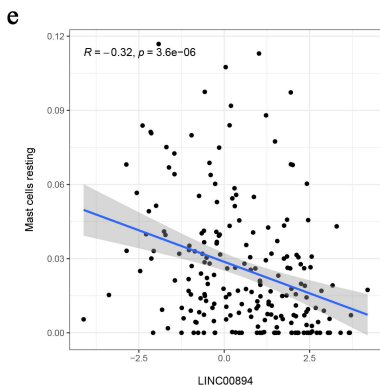 e
R = −0.32, p = 3.6e−06
0.12
0.09
0.06
0.03
0.00
Mast cells resting
−2.5 0.0 2.5
LINC00894